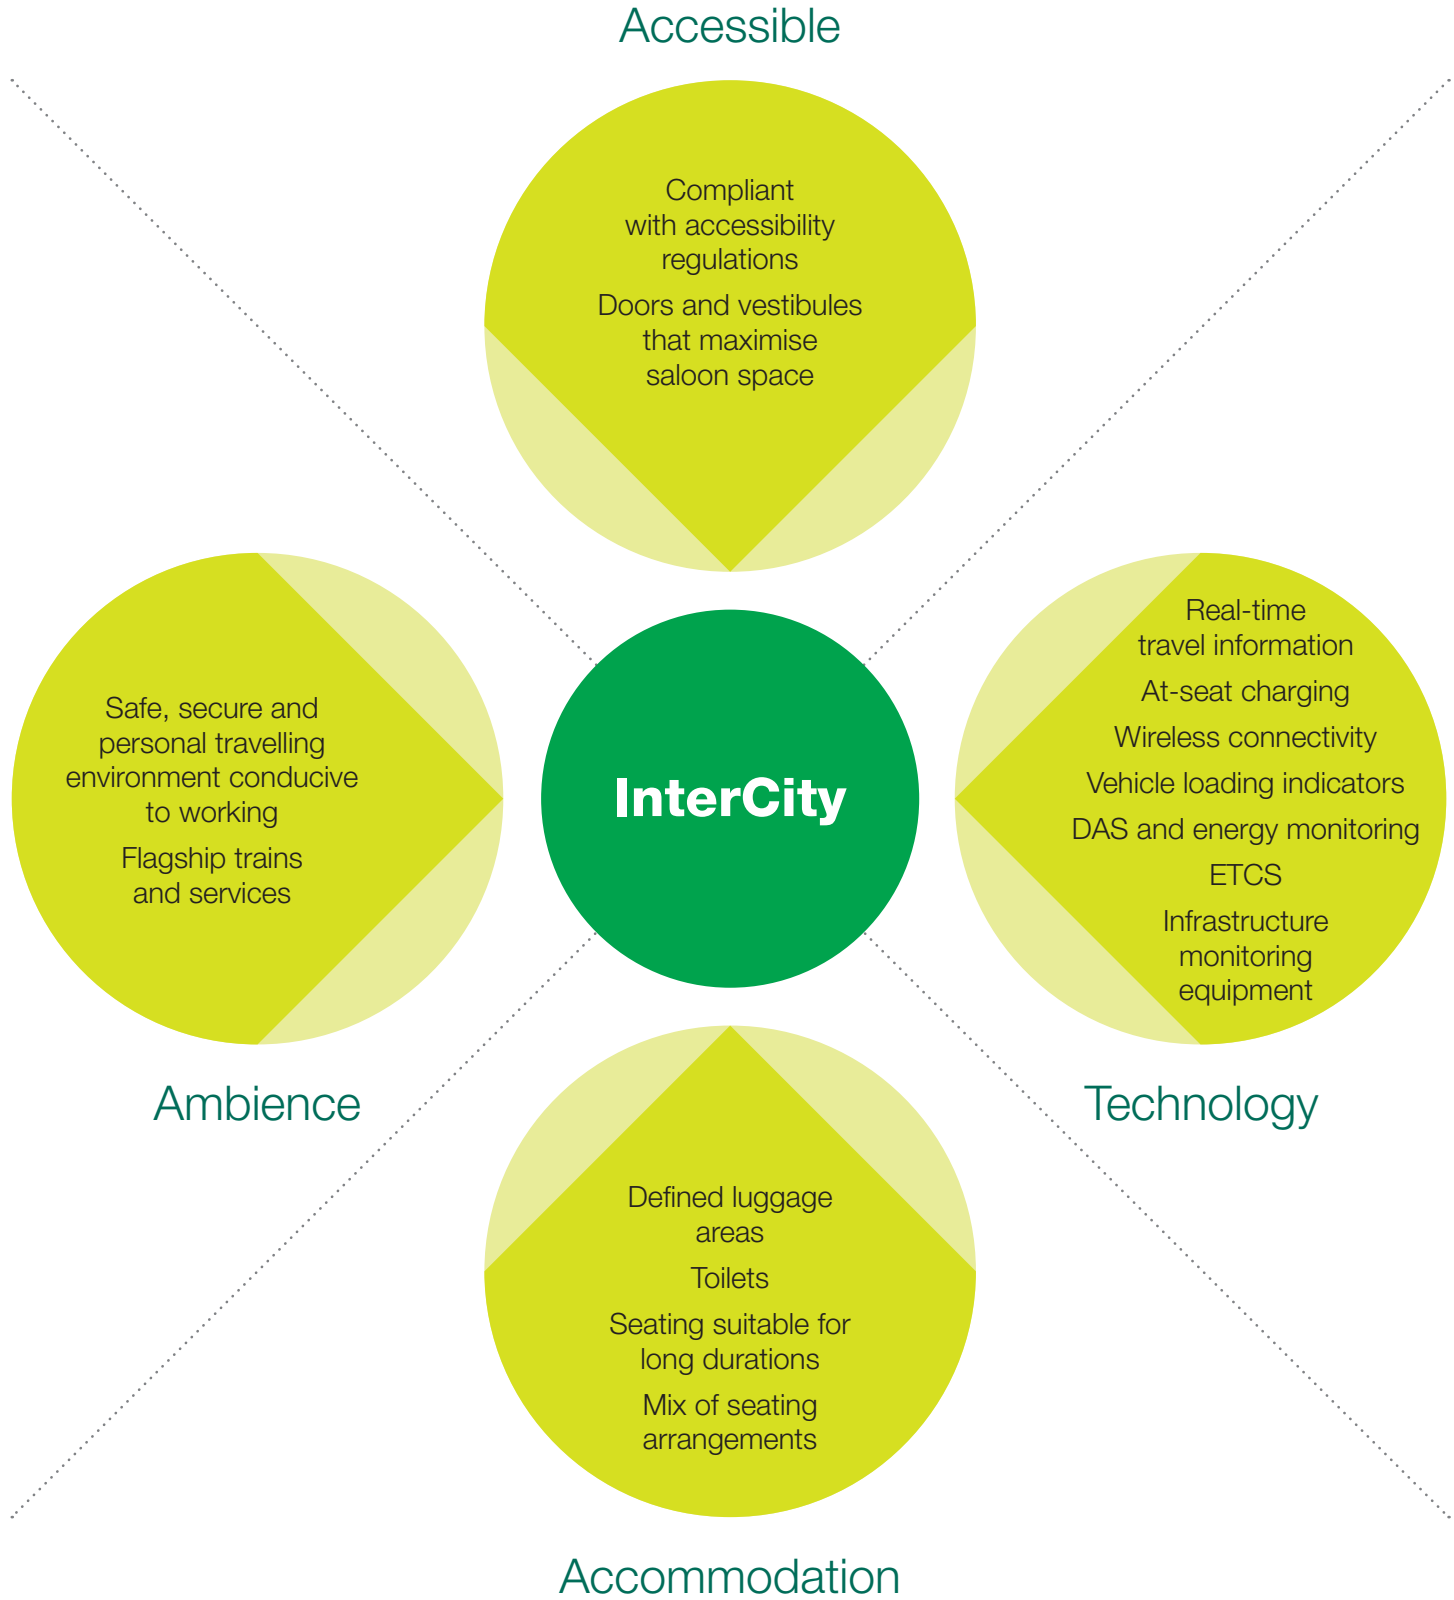 Accessible
Compliant
with accessibility
regulations
Doors and vestibules
that maximise
saloon space
Safe, secure and
personal travelling
environment conducive
to working
Flagship trains
and services
Ambience
InterCity
Real-time
travel information
At-seat charging
Wireless connectivity
Vehicle loading indicators
DAS and energy monitoring
ETCS
Infrastructure
monitoring
equipment
Technology
Defined luggage
areas
Toilets
Seating suitable for
long durations
Mix of seating
arrangements
Accommodation